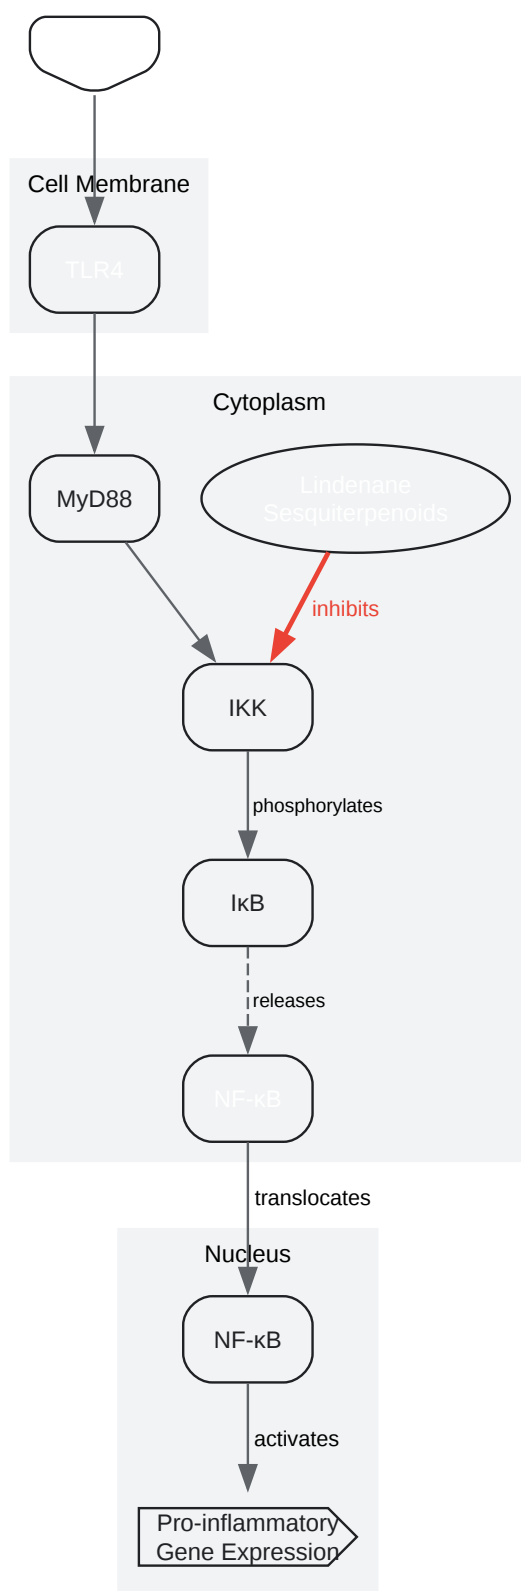 Cell Membrane
TLR4
Cytoplasm
MyD88
Lindenane
Sesquiterpenoids
inhibits
IKK
phosphorylates
IκB
releases
NF-κB
translocates
Nucleus
NF-κB
activates
Pro-inflammatory
Gene Expression